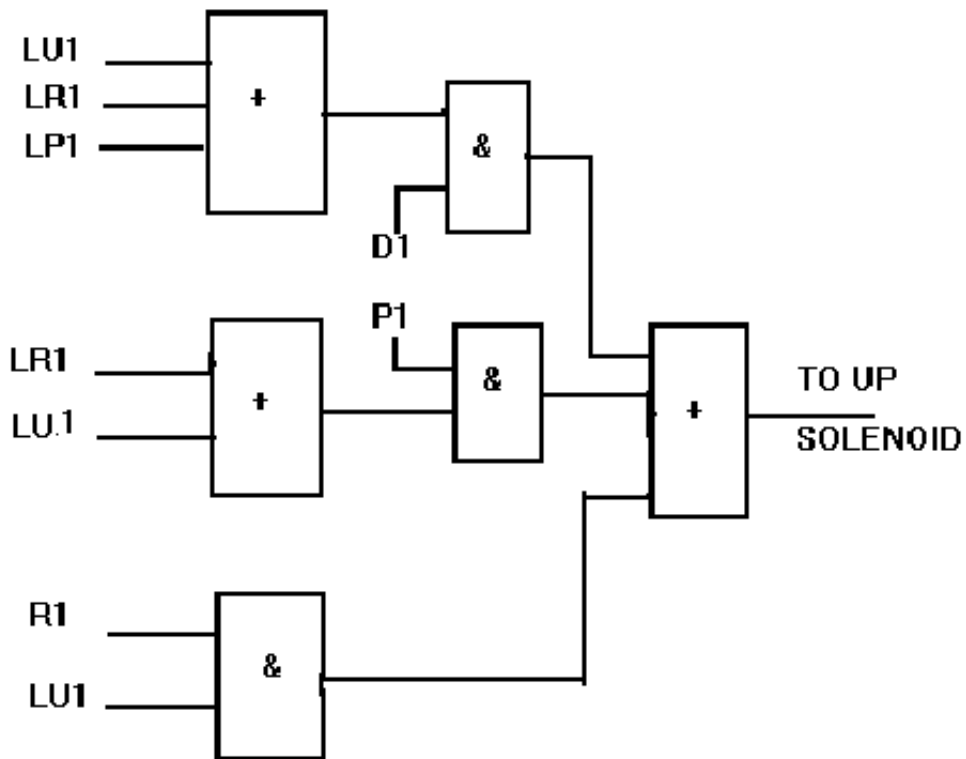 LU1
LR1
LP1
+
&
D1
P1
LR1
LU.1
+
&
+
TO UP
SOLENOID
R1
LU1
&